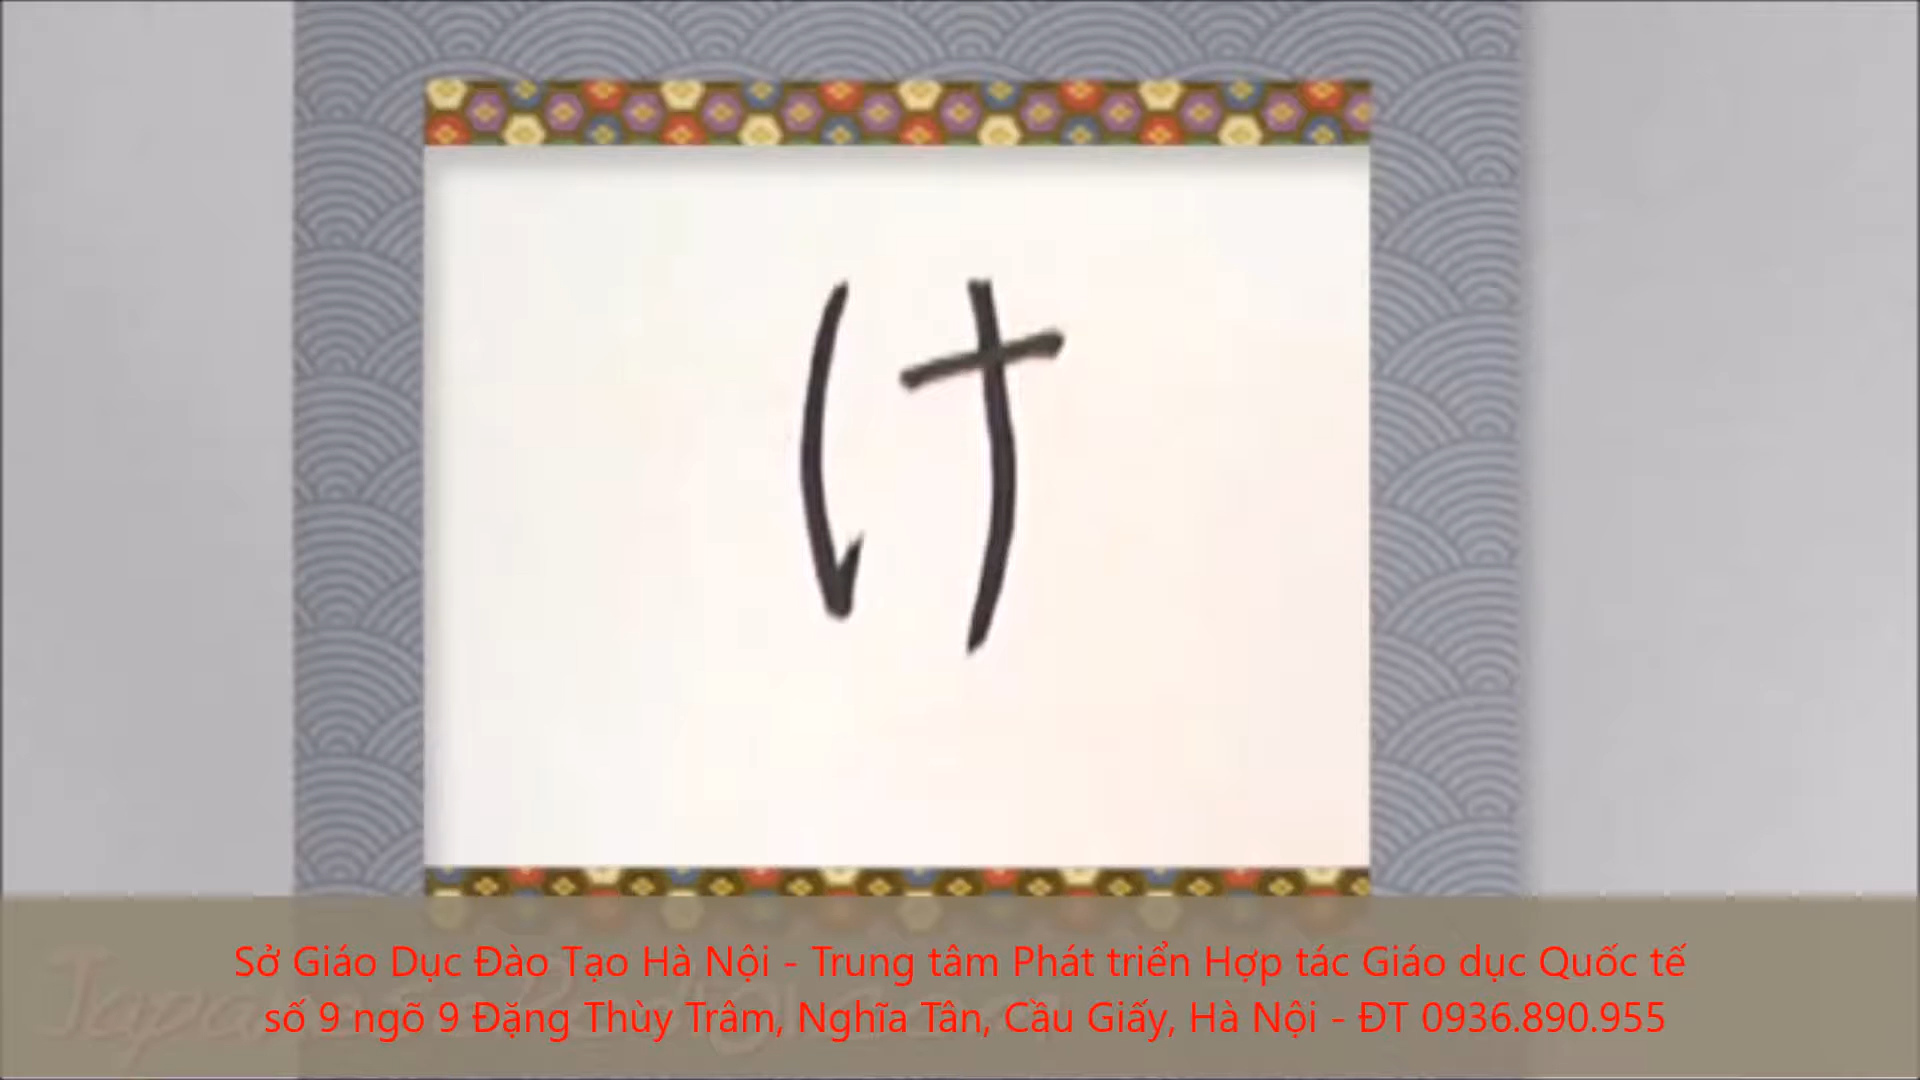 け
Sở Giáo Dục Đào Tạo Hà Nội - Trung tâm Phát triển Hợp tác Giáo dục Quốc tế
số 9 ngõ 9 Đặng Thùy Trâm, Nghĩa Tân, Cầu Giấy, Hà Nội - ĐT 0936.890.955